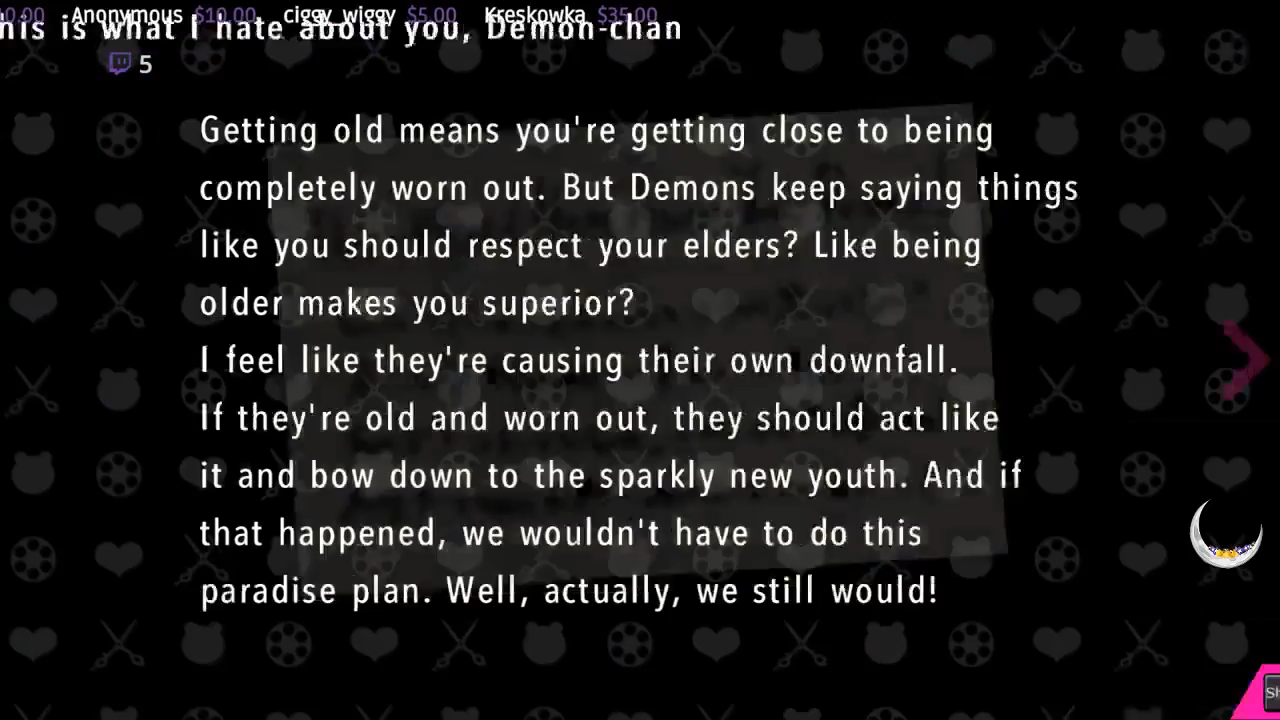 0.00 Anonymous $10.00 ciggy_wiggy $5.00 Kreskowka $35.00
his is what I hate about you, Demon-chan
5
Getting old means you're getting close to being
completely worn out. But Demons keep saying things
like you should respect your elders? Like being
older makes you superior?
I feel like they're causing their own downfall.
If they're old and worn out, they should act like
it and bow down to the sparkly new youth. And if
that happened, we wouldn't have to do this
paradise plan. Well, actually, we still would!
Sh